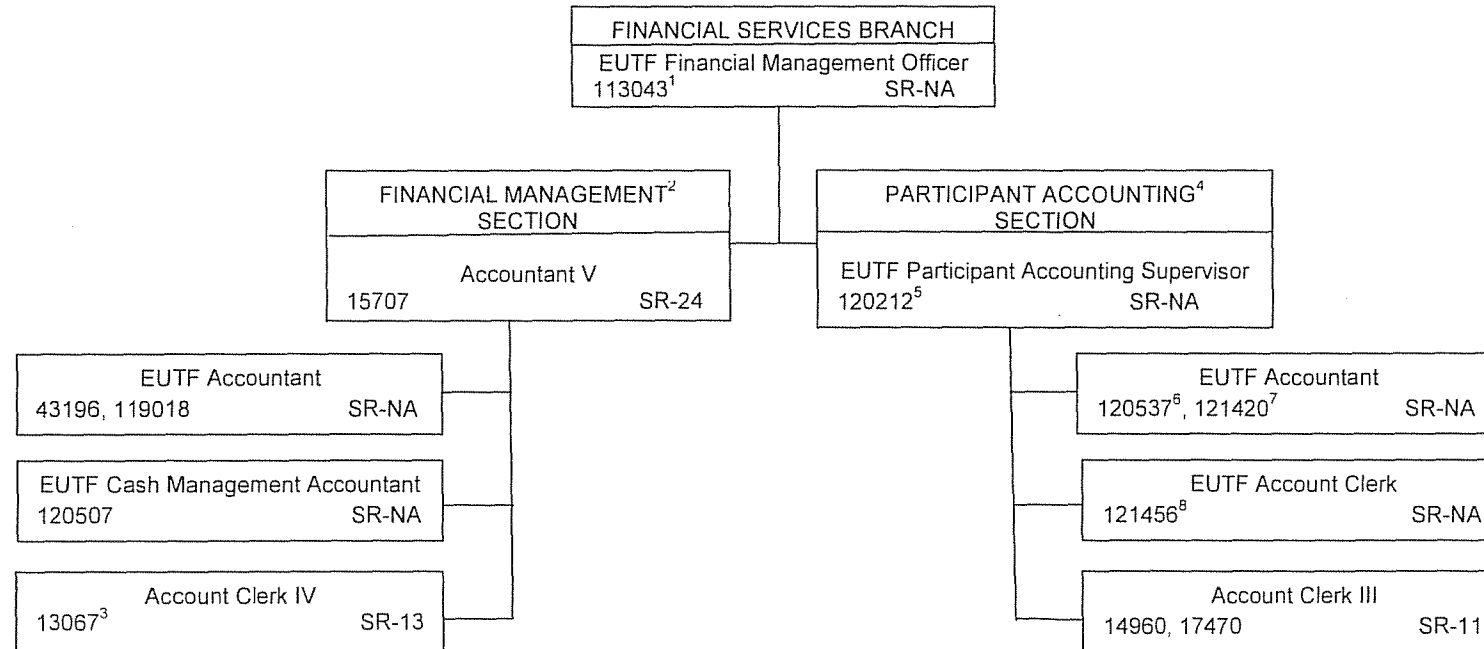 FINANCIAL SERVICES BRANCH
EUTF Financial Management Officer
113043¹ SR-NA
FINANCIAL MANAGEMENT²
SECTION
Accountant V
15707 SR-24
PARTICIPANT ACCOUNTING⁴
SECTION
EUTF Participant Accounting Supervisor
120212⁵ SR-NA
EUTF Accountant
43196, 119018 SR-NA
EUTF Cash Management Accountant
120507 SR-NA
Account Clerk IV
13067³ SR-13
EUTF Accountant
120537⁶, 121420⁷ SR-NA
EUTF Account Clerk
121456⁸ SR-NA
Account Clerk III
14960, 17470 SR-11